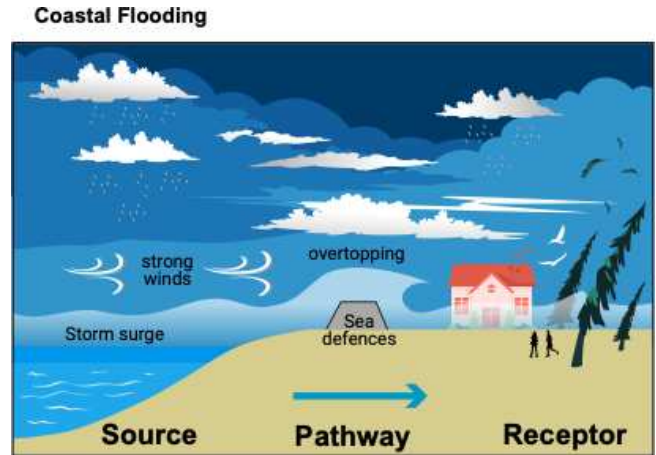 Coastal Flooding
strong
winds
overtopping
Storm surge
Sea
defences
Source
Pathway
Receptor